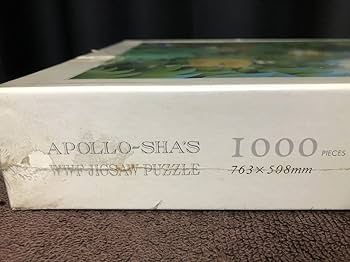 APOLLO-SHA'S 1000 PIECES
WWF JIGSAW PUZZLE 763×508mm